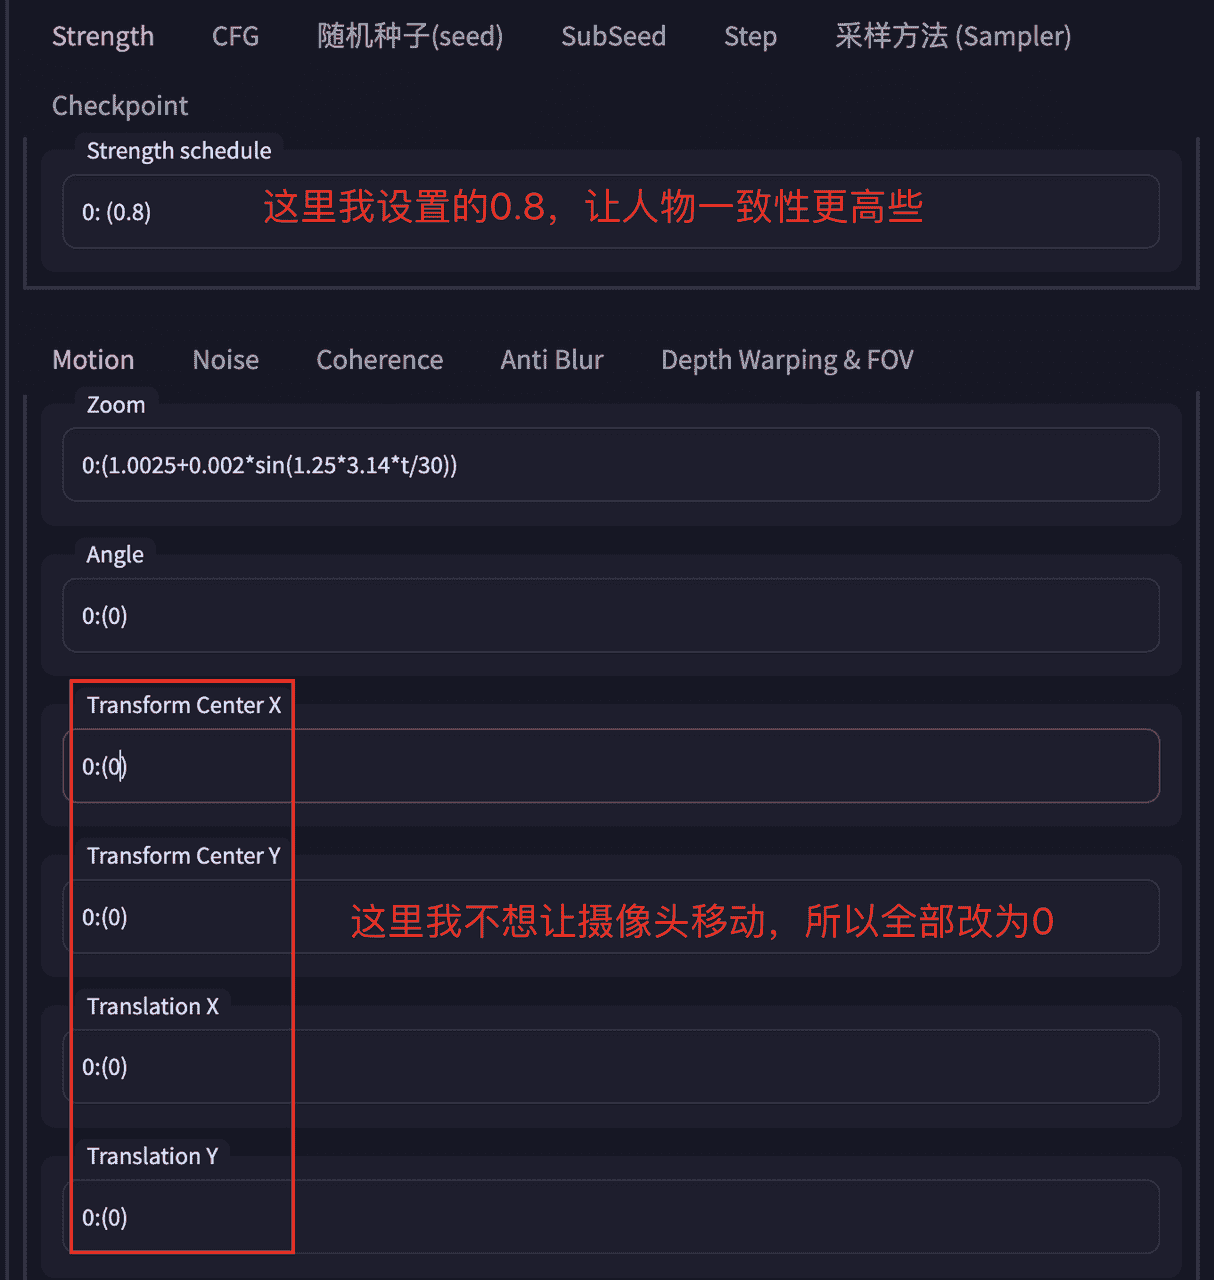 Strength CFG 随机种子(seed) SubSeed Step 采样方法 (Sampler)
Checkpoint
Strength schedule
0: (0.8) 这里我设置的0.8，让人物一致性更高些
Motion Noise Coherence Anti Blur Depth Warping & FOV
Zoom
0:(1.0025+0.002*sin(1.25*3.14*t/30))
Angle
0:(0)
Transform Center X
0:(0)
Transform Center Y
0:(0) 这里我不想让摄像头移动，所以全部改为0
Translation X
0:(0)
Translation Y
0:(0)